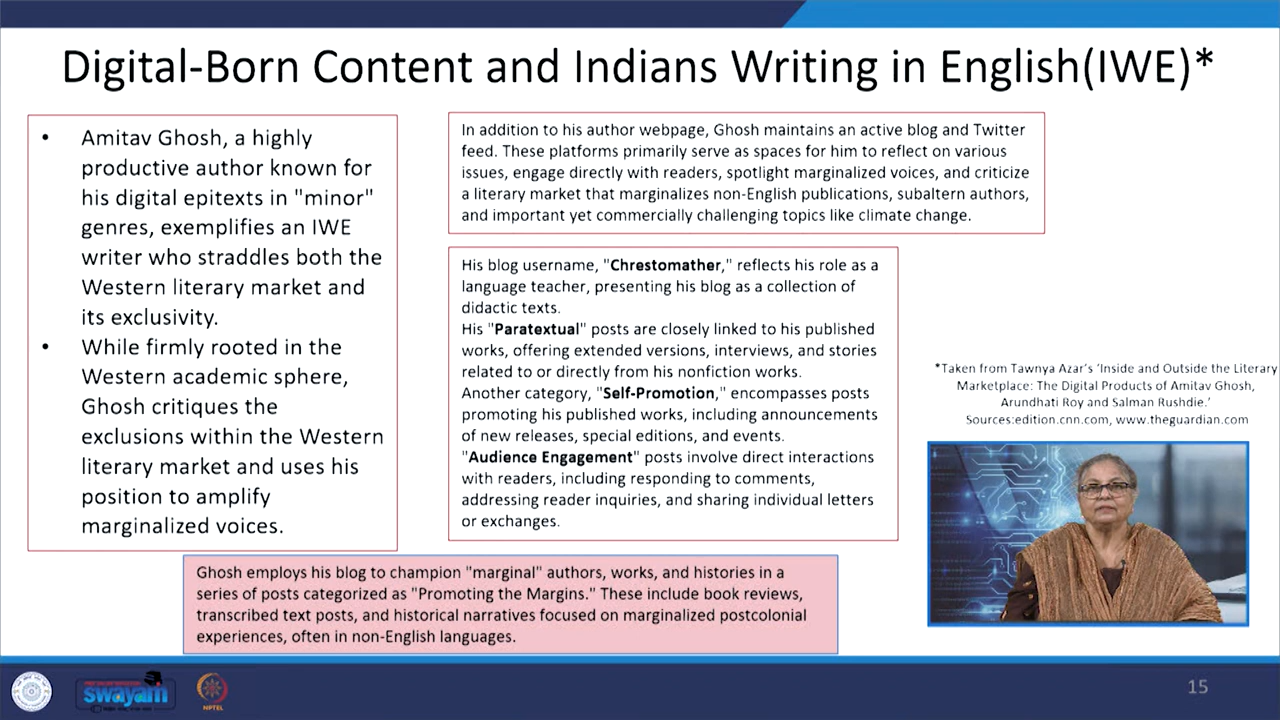 Digital-Born Content and Indians Writing in English(IWE)*
• Amitav Ghosh, a highly
productive author known for
his digital epitexts in "minor"
genres, exemplifies an IWE
writer who straddles both the
Western literary market and
its exclusivity.
• While firmly rooted in the
Western academic sphere,
Ghosh critiques the
exclusions within the Western
literary market and uses his
position to amplify
marginalized voices.
In addition to his author webpage, Ghosh maintains an active blog and Twitter
feed. These platforms primarily serve as spaces for him to reflect on various
issues, engage directly with readers, spotlight marginalized voices, and criticize
a literary market that marginalizes non-English publications, subaltern authors,
and important yet commercially challenging topics like climate change.
His blog username, "Chrestomather," reflects his role as a
language teacher, presenting his blog as a collection of
didactic texts.
His "Paratextual" posts are closely linked to his published
works, offering extended versions, interviews, and stories
related to or directly from his nonfiction works.
Another category, "Self-Promotion," encompasses posts
promoting his published works, including announcements
of new releases, special editions, and events.
"Audience Engagement" posts involve direct interactions
with readers, including responding to comments,
addressing reader inquiries, and sharing individual letters
or exchanges.
*Taken from Tawnya Azar's 'Inside and Outside the Literary
Marketplace: The Digital Products of Amitav Ghosh,
Arundhati Roy and Salman Rushdie.'
Sources:edition.cnn.com, www.theguardian.com
Ghosh employs his blog to champion "marginal" authors, works, and histories in a
series of posts categorized as "Promoting the Margins." These include book reviews,
transcribed text posts, and historical narratives focused on marginalized postcolonial
experiences, often in non-English languages.
swayam
NPTEL
15